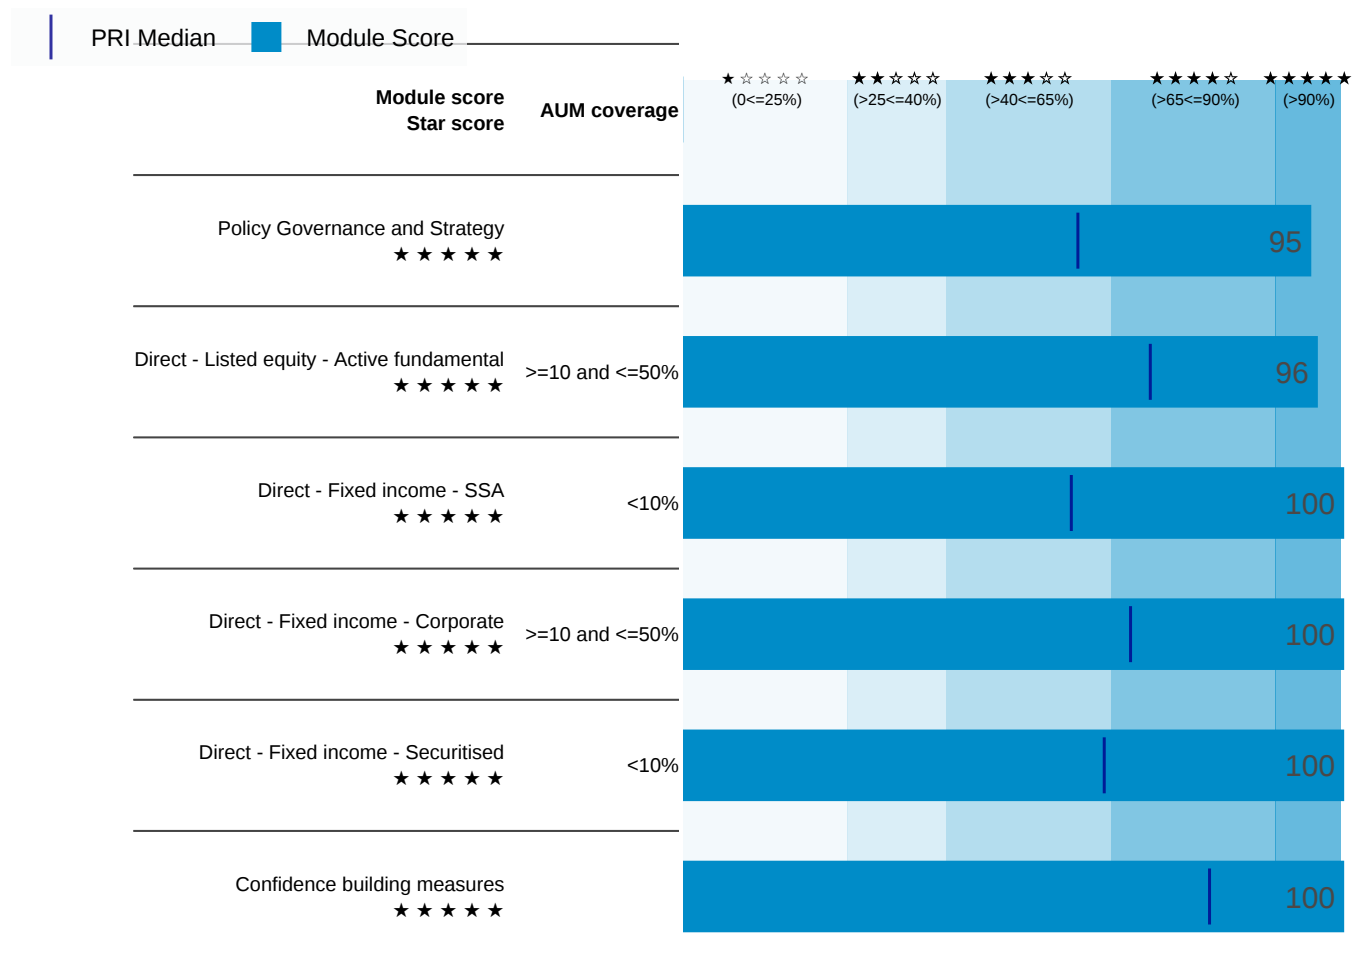 PRI Median Module Score
★☆☆☆☆ ★★☆☆☆ ★★★☆☆ ★★★★☆ ★★★★★
(0<=25%) (>25<=40%) (>40<=65%) (>65<=90%) (>90%)
Module score
Star score
AUM coverage
Policy Governance and Strategy
★★★★★
95
Direct - Listed equity - Active fundamental
★★★★★
>=10 and <=50%
96
Direct - Fixed income - SSA
★★★★★
<10%
100
Direct - Fixed income - Corporate
★★★★★
>=10 and <=50%
100
Direct - Fixed income - Securitised
★★★★★
<10%
100
Confidence building measures
★★★★★
100